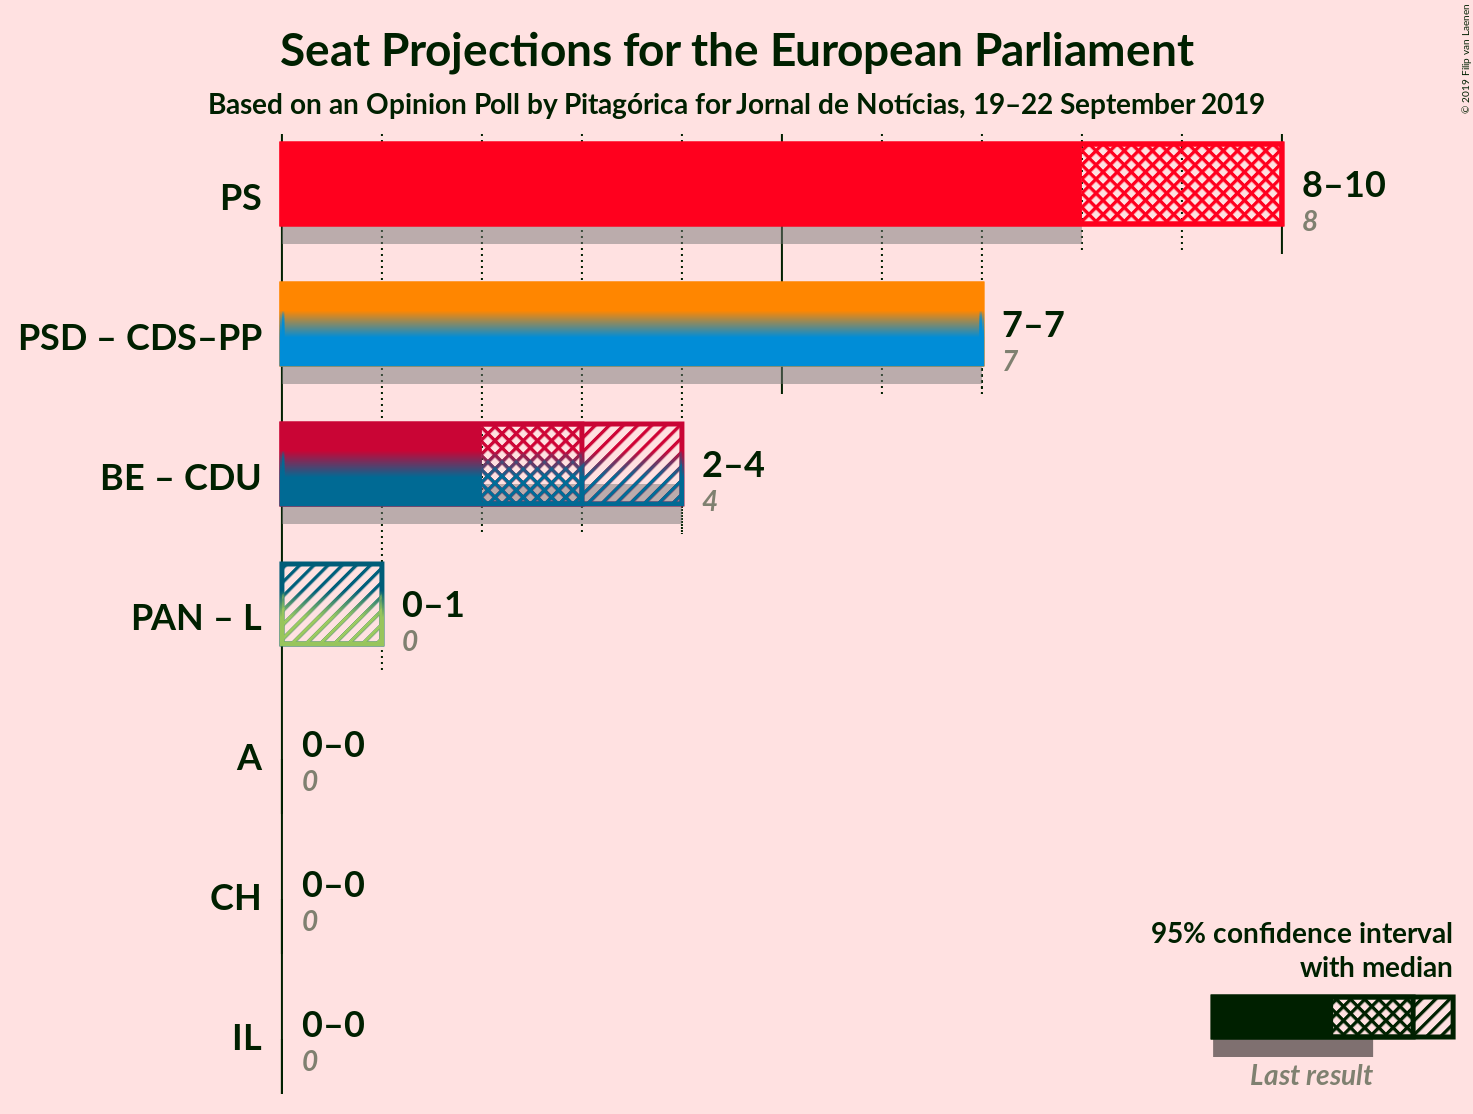 Seat Projections for the European Parliament
Based on an Opinion Poll by Pitagórica for Jornal de Notícias, 19–22 September 2019
© 2019 Filip van Laenen
PS
8–10
8
PSD – CDS–PP
7–7
7
BE – CDU
2–4
4
PAN – L
0–1
0
A
0–0
0
CH
0–0
0
IL
0–0
0
95% confidence interval
with median
Last result